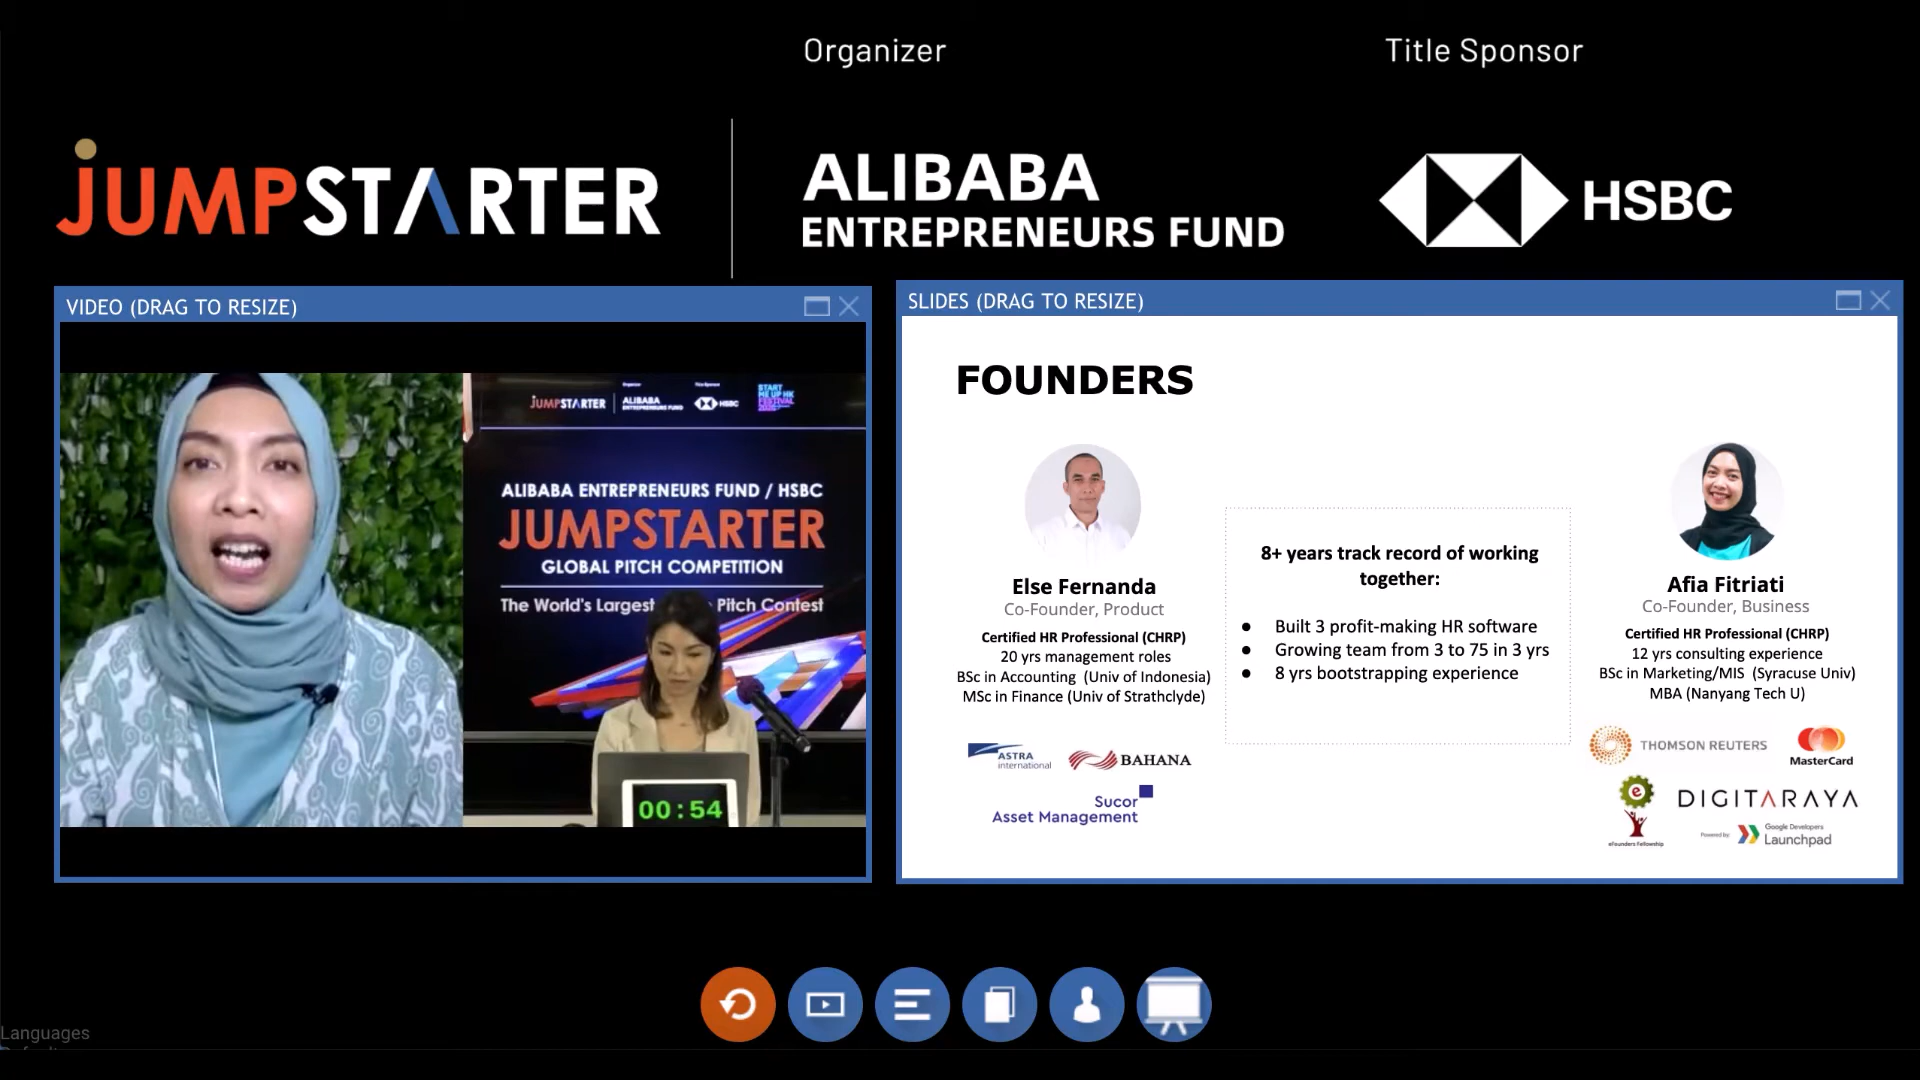 Organizer
Title Sponsor
JUMPSTARTER
ALIBABA
ENTREPRENEURS FUND
HSBC
VIDEO (DRAG TO RESIZE)
JUMPSTARTER
ALIBABA
ENTREPRENEURS FUND
HSBC
START
ME UP HK
FESTIVAL
ALIBABA ENTREPRENEURS FUND / HSBC
JUMPSTARTER
GLOBAL PITCH COMPETITION
The World's Largest
Pitch Contest
00:54
SLIDES (DRAG TO RESIZE)
FOUNDERS
Else Fernanda
Co-Founder, Product
Certified HR Professional (CHRP)
20 yrs management roles
BSc in Accounting (Univ of Indonesia)
MSc in Finance (Univ of Strathclyde)
ASTRA
international
BAHANA
Sucor
Asset Management
8+ years track record of working
together:
● Built 3 profit-making HR software
● Growing team from 3 to 75 in 3 yrs
● 8 yrs bootstrapping experience
Afia Fitriati
Co-Founder, Business
Certified HR Professional (CHRP)
12 yrs consulting experience
BSc in Marketing/MIS (Syracuse Univ)
MBA (Nanyang Tech U)
THOMSON REUTERS
MasterCard
e
eFounders Fellowship
DIGITARAYA
Powered by
Google Developers
Launchpad
Languages